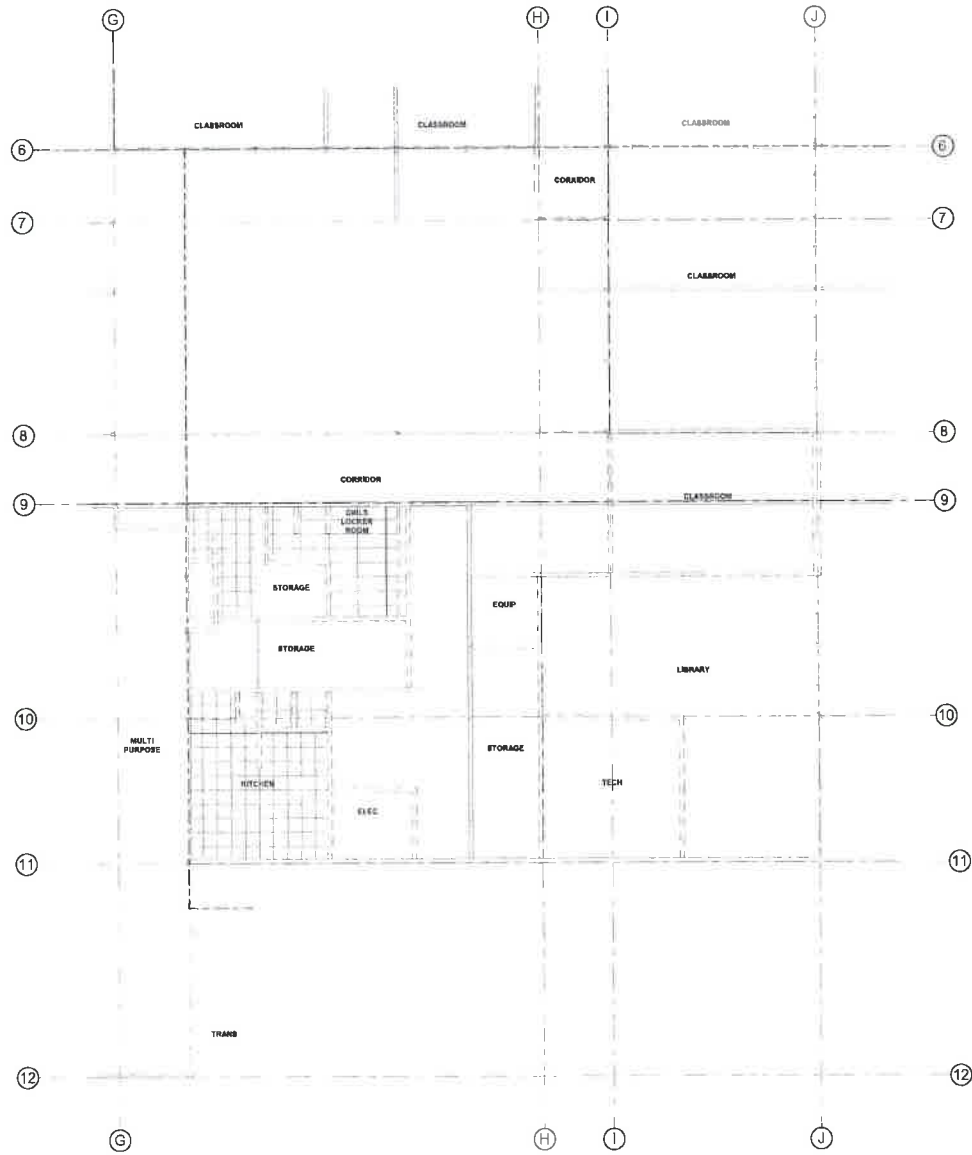 G
H
I
J
CLASSROOM
CLASSROOM
CLASSROOM
6
6
CORRIDOR
7
7
CLASSROOM
8
8
CORRIDOR
9
CLASSROOM
9
GIRLS
LOCKER
ROOM
STORAGE
EQUIP
STORAGE
LIBRARY
10
10
MULTI
PURPOSE
STORAGE
KITCHEN
TECH
ELEC
11
11
TRANS
12
12
G
H
I
J